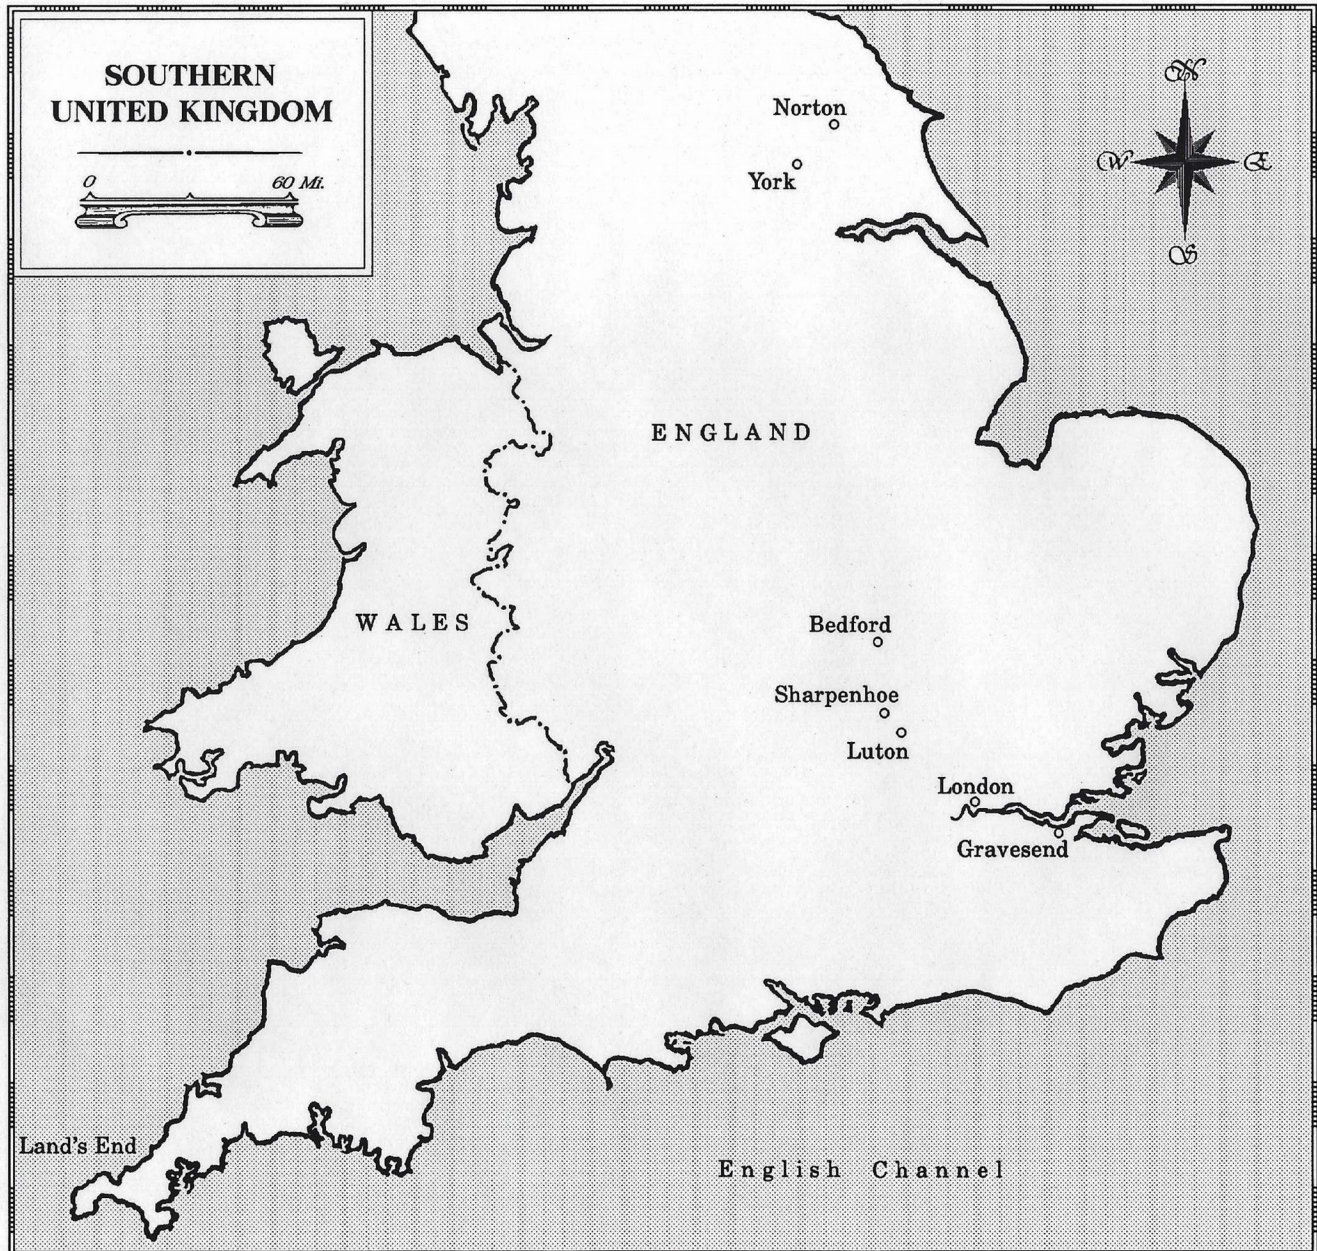 SOUTHERN
UNITED KINGDOM
0 60 Mi.
N
W E
S
Norton
York
ENGLAND
WALES
Bedford
Sharpenhoe
Luton
London
Gravesend
Land's End
English Channel